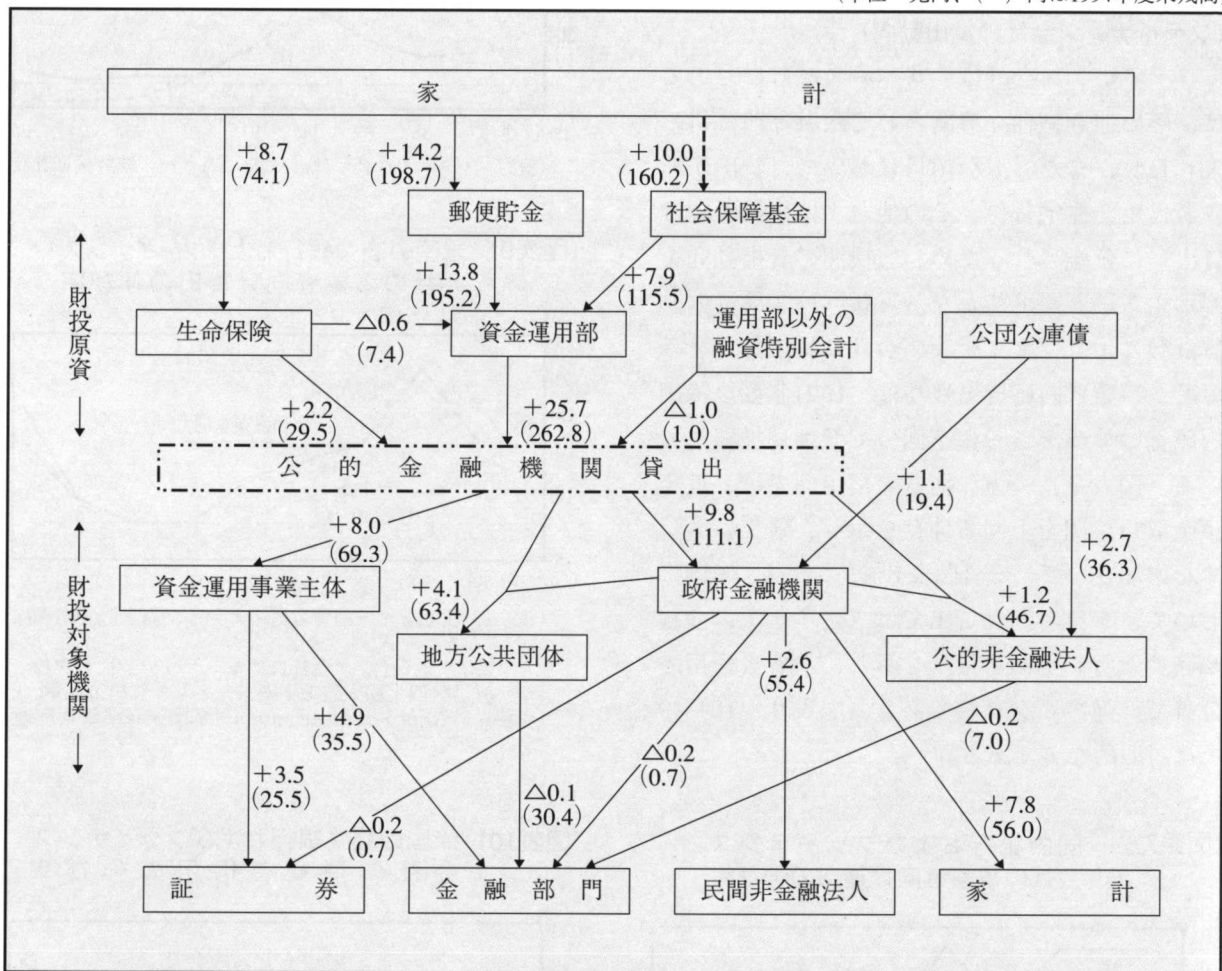 家 計
+8.7
(74.1)
+14.2
(198.7)
+10.0
(160.2)
郵便貯金
社会保障基金
+13.8
(195.2)
+7.9
(115.5)
財投原資
生命保険
△0.6
(7.4)
資金運用部
運用部以外の
融資特別会計
公団公庫債
+2.2
(29.5)
+25.7
(262.8)
△1.0
(1.0)
公的金融機関貸出
+1.1
(19.4)
+8.0
(69.3)
+9.8
(111.1)
+2.7
(36.3)
財投対象機関
資金運用事業主体
+4.1
(63.4)
政府金融機関
+1.2
(46.7)
地方公共団体
+2.6
(55.4)
公的非金融法人
+4.9
(35.5)
△0.2
(7.0)
+3.5
(25.5)
△0.2
(0.7)
△0.1
(30.4)
△0.2
(0.7)
+7.8
(56.0)
証 券
金融部門
民間非金融法人
家 計